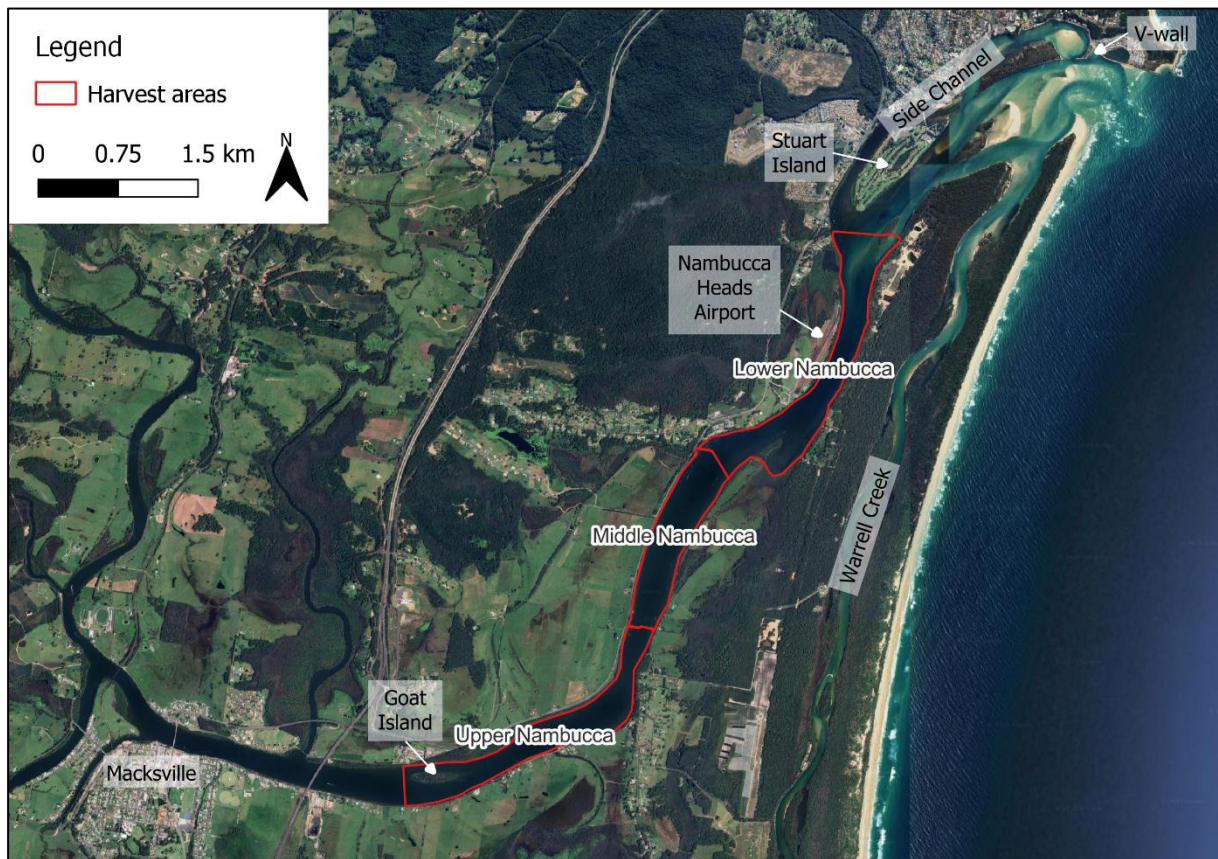 Legend
Harvest areas
0 0.75 1.5 km
N
V-wall
Side Channel
Stuart
Island
Nambucca
Heads
Airport
Lower Nambucca
Middle Nambucca
Warrell Creek
Goat
Island
Upper Nambucca
Macksville